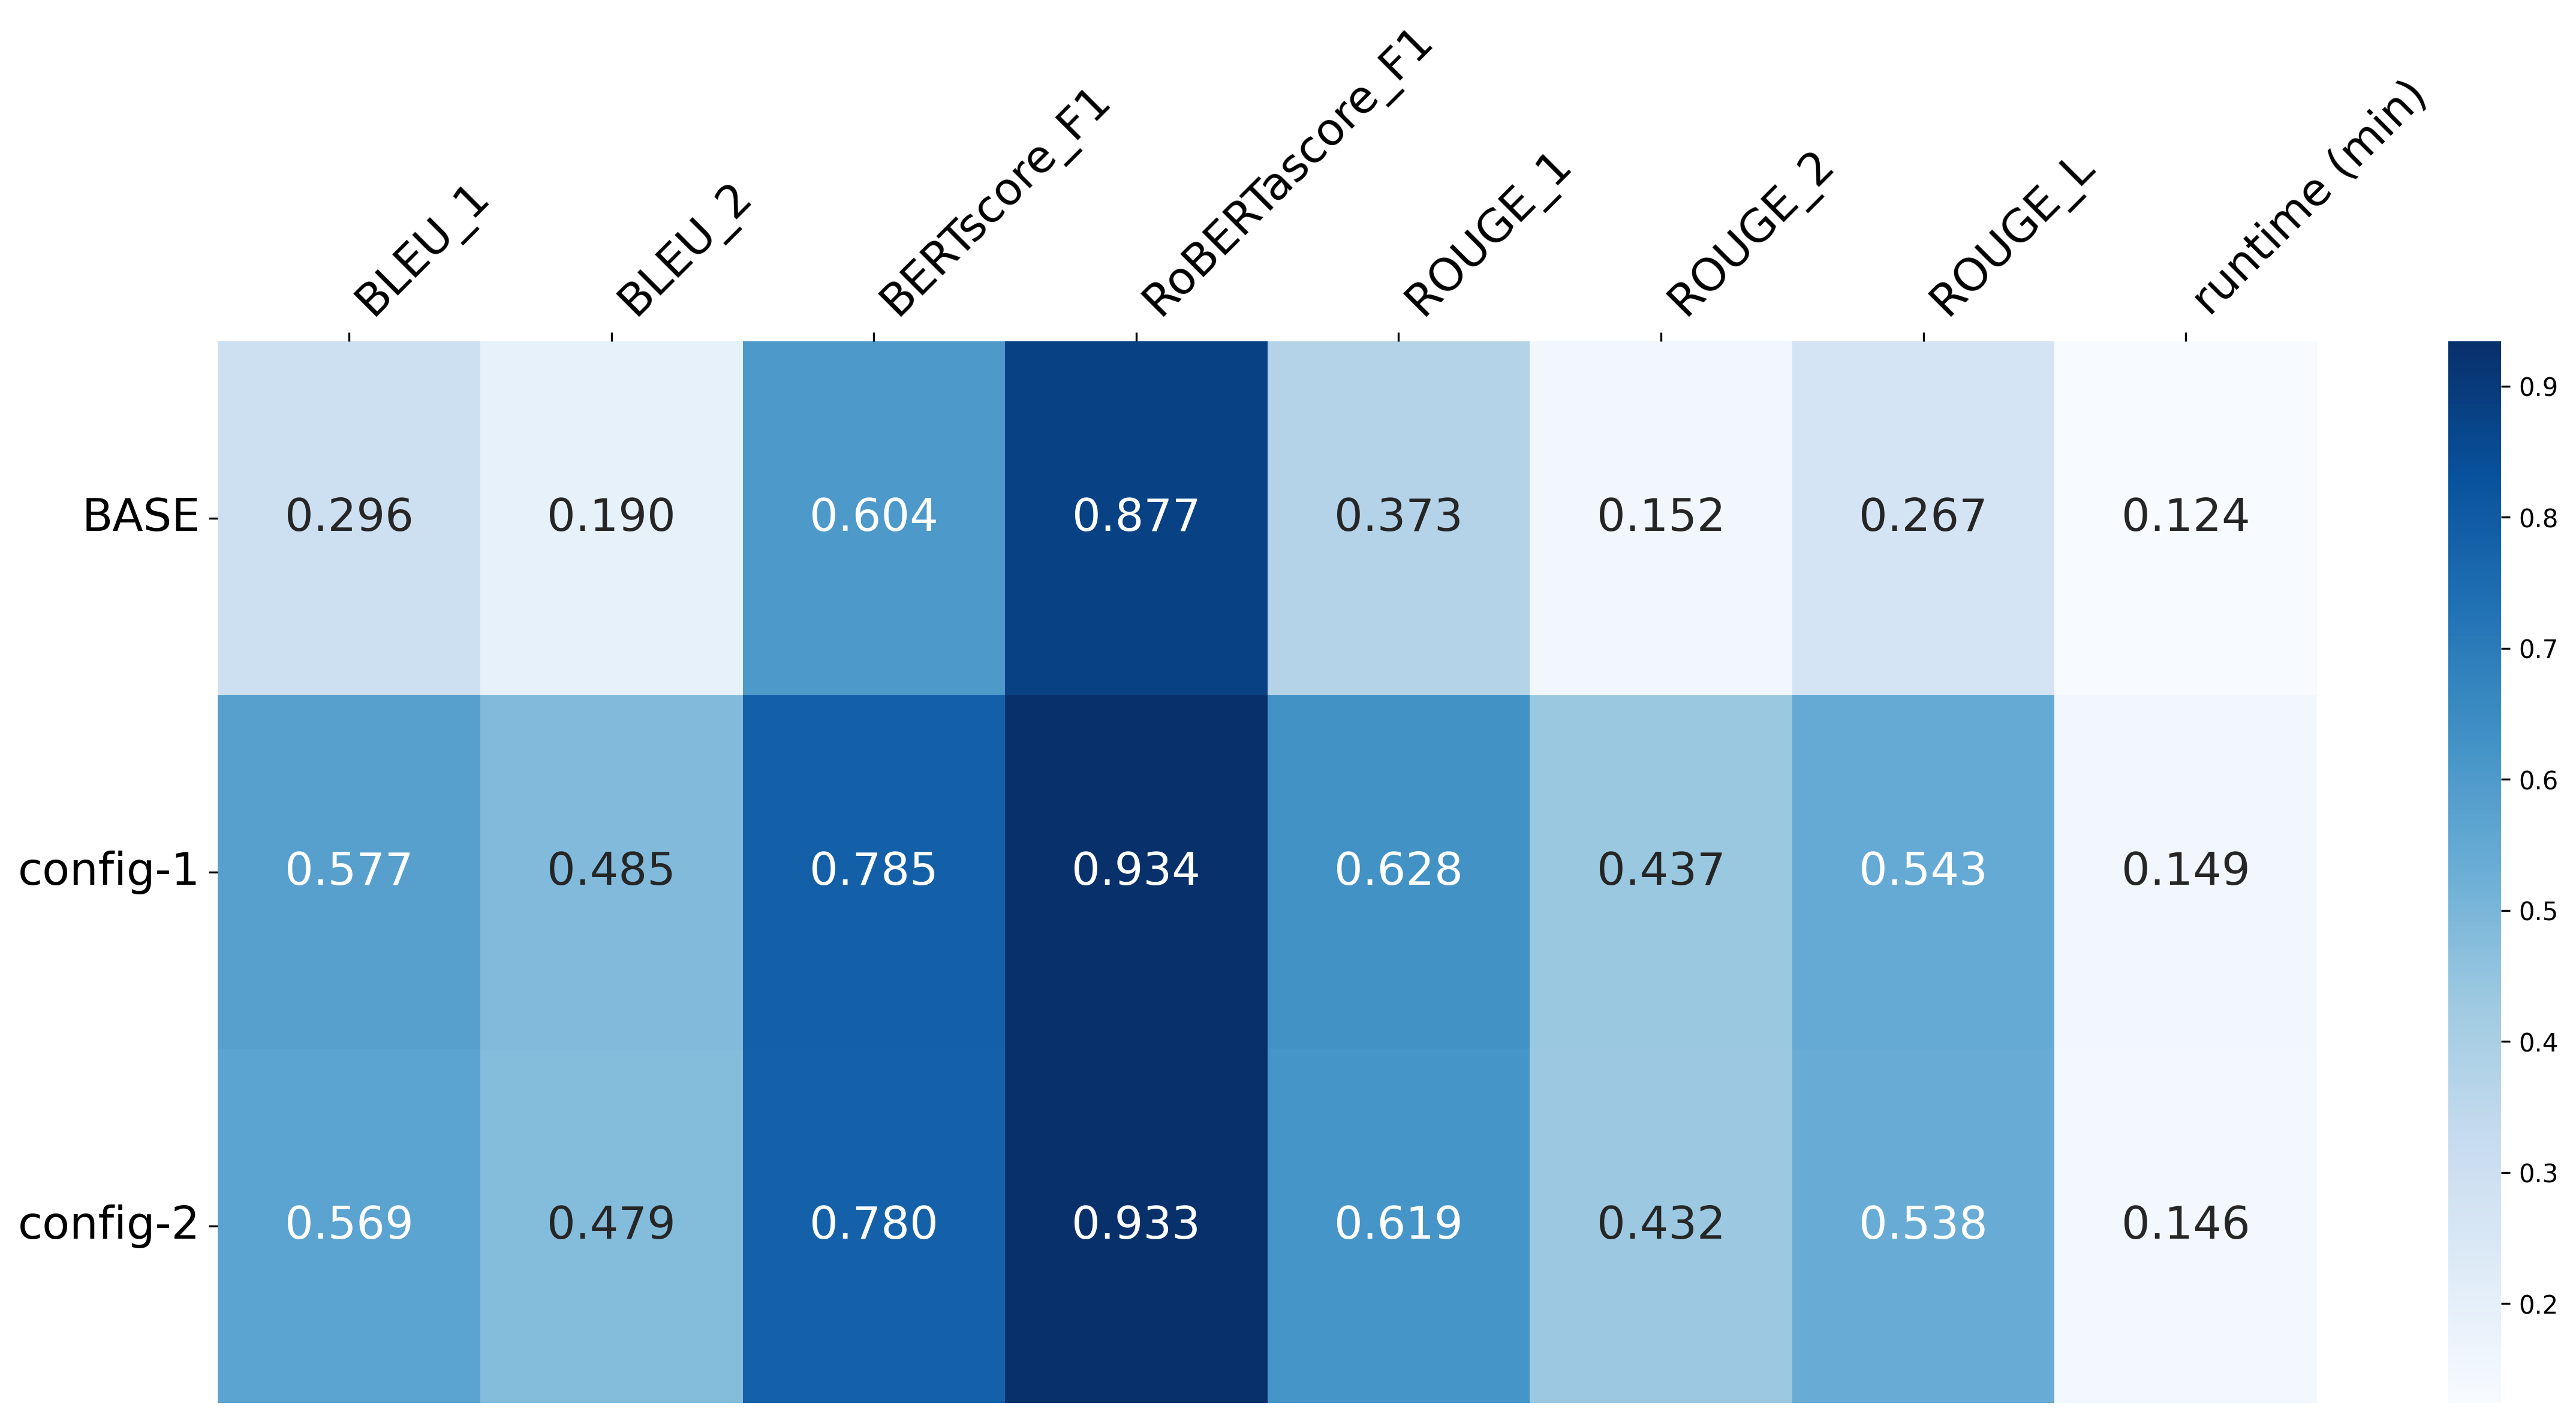 BLEU_1 BLEU_2 BERTscore_F1 RoBERTascore_F1 ROUGE_1 ROUGE_2 ROUGE_L runtime (min)
BASE 0.296 0.190 0.604 0.877 0.373 0.152 0.267 0.124
config-1 0.577 0.485 0.785 0.934 0.628 0.437 0.543 0.149
config-2 0.569 0.479 0.780 0.933 0.619 0.432 0.538 0.146
0.9
0.8
0.7
0.6
0.5
0.4
0.3
0.2